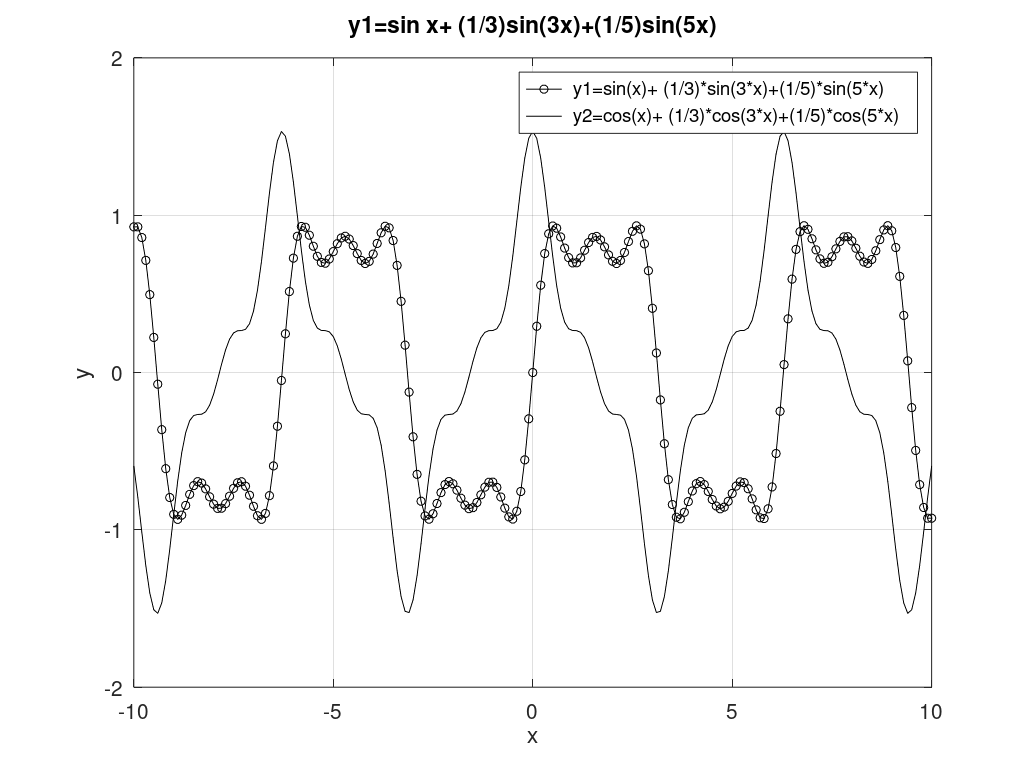 y1=sin x+ (1/3)sin(3x)+(1/5)sin(5x)
2
y1=sin(x)+ (1/3)*sin(3*x)+(1/5)*sin(5*x)
y2=cos(x)+ (1/3)*cos(3*x)+(1/5)*cos(5*x)
1
y
0
-1
-2
-10 -5 0 5 10
x